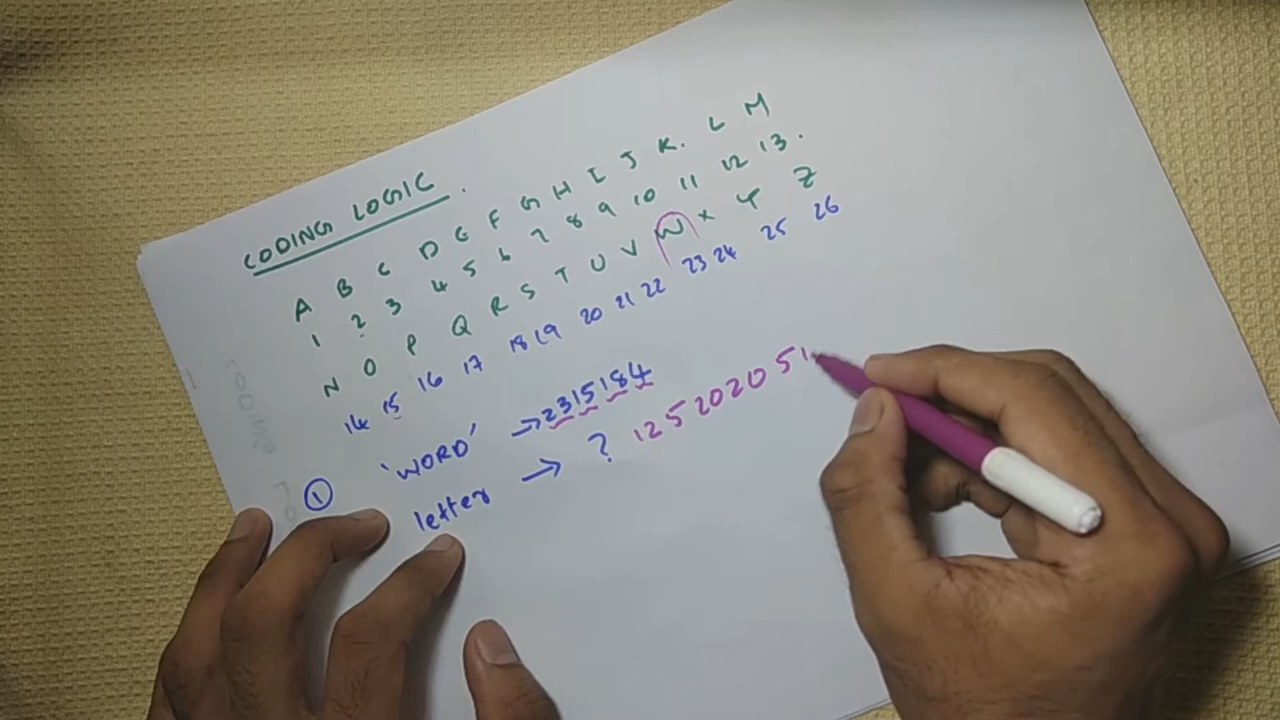 CODING LOGIC.
A B C D E F G H I J K. L M
1 2 3 4 5 6 7 8 9 10 11 12 13.
N O P Q R S T U V W X Y Z
14 15 16 17 18 19 20 21 22 23 24 25 26
1 'WORD' → 2315184
letter → ? 125202051